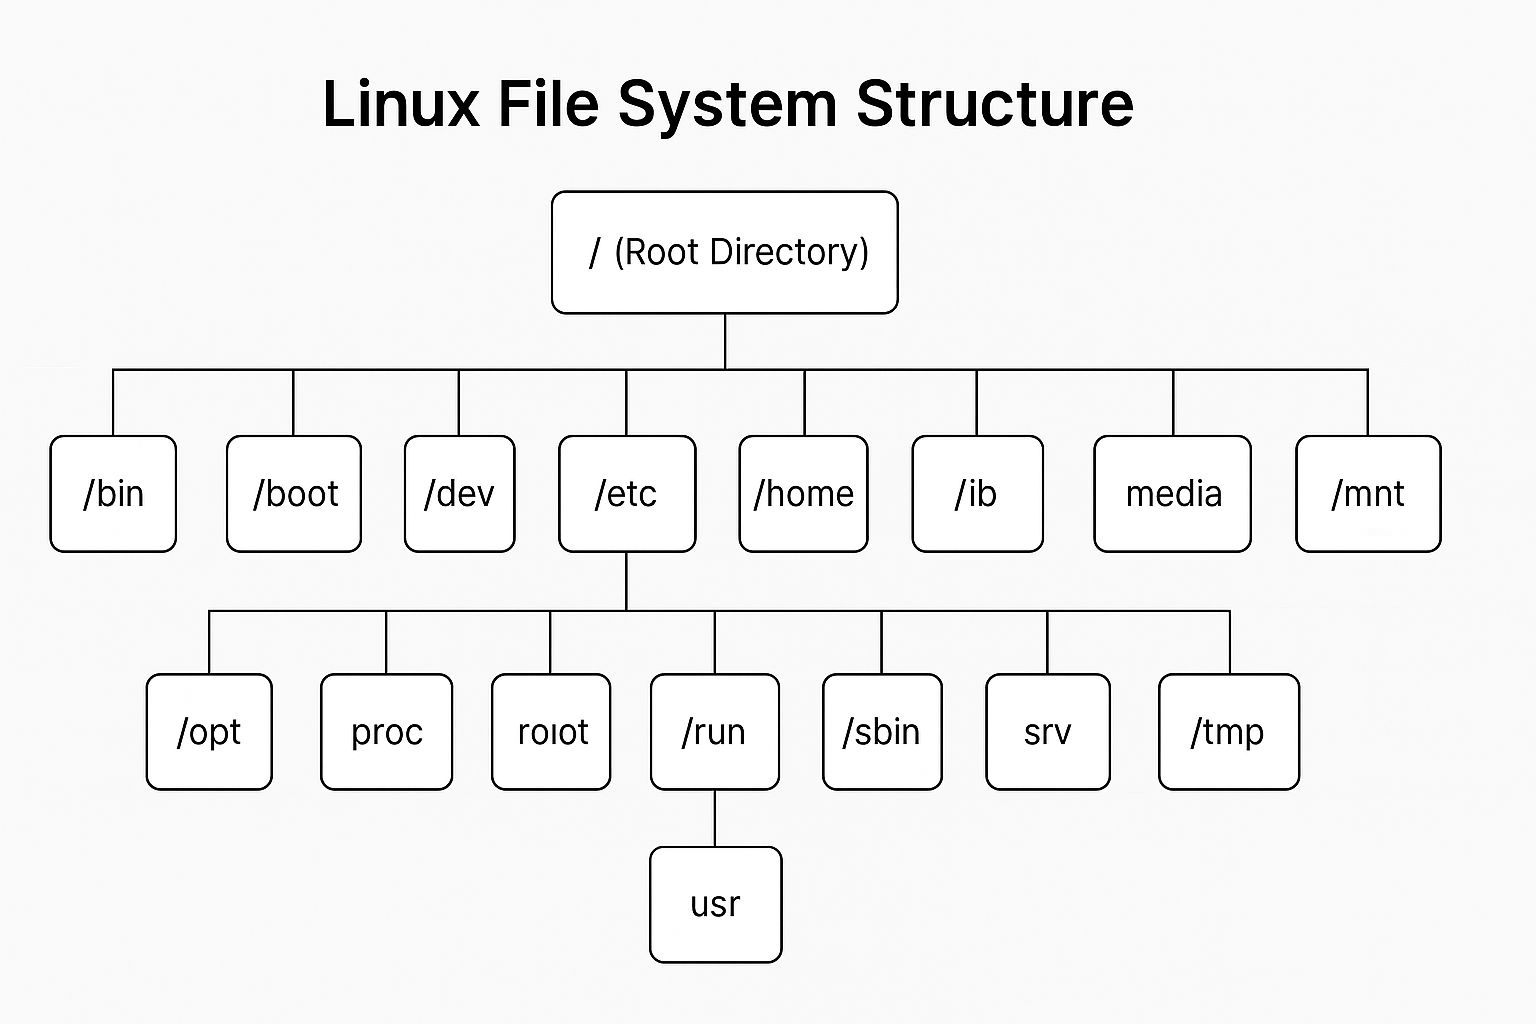 Linux File System Structure
/ (Root Directory)
/bin
/boot
/dev
/etc
/home
/ib
media
/mnt
/opt
proc
roıot
/run
/sbin
srv
/tmp
usr